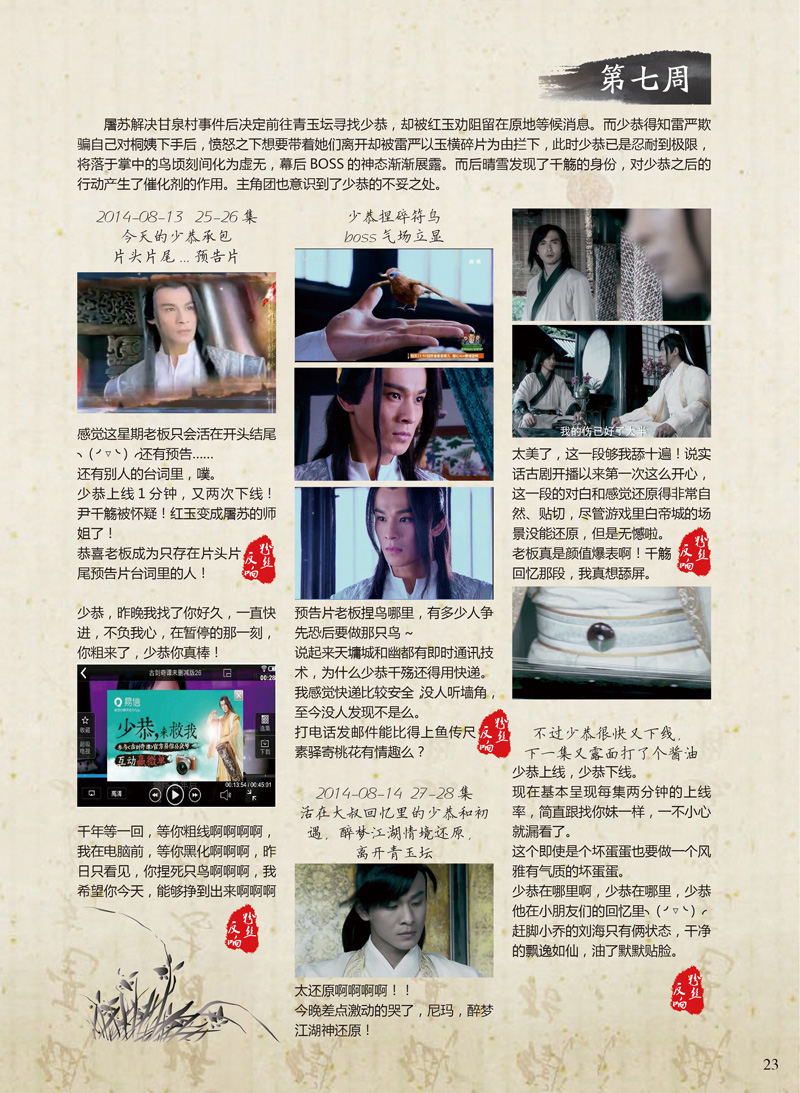 第七周
屠苏解决甘泉村事件后决定前往青玉坛寻找少恭，却被红玉劝阻留在原地等候消息。而少恭得知雷严欺
骗自己对桐姨下手后，愤怒之下想要带着她们离开却被雷严以玉横碎片为由拦下，此时少恭已是忍耐到极限，
将落于掌中的鸟顷刻间化为虚无，幕后 BOSS 的神态渐渐展露。而后晴雪发现了千觞的身份，对少恭之后的
行动产生了催化剂的作用。主角团也意识到了少恭的不妥之处。
2014-08-13 25-26 集
今天的少恭承包
片头片尾 ... 预告片
感觉这星期老板只会活在开头结尾
ヽ(✓▽✓)╭还有预告……
还有别人的台词里，噗。
少恭上线 1 分钟，又两次下线！
尹千觞被怀疑！红玉变成屠苏的师
姐了！
恭喜老板成为只存在片头片
尾预告片台词里的人！
粉丝
反响
少恭，昨晚我找了你好久，一直快
进，不负我心，在暂停的那一刻，
你粗来了，少恭你真棒！
古剑奇谭未删减版26
00:28
收藏
超级
电视
易信
少恭，来救我
互动最微单
选集
下载
00:13:54 / 00:45:01
高清
千年等一回，等你粗线啊啊啊啊，
我在电脑前，等你黑化啊啊啊，昨
日只看见，你捏死只鸟啊啊啊，我
希望你今天，能够挣到出来啊啊啊
粉丝
反响
少恭捏碎符鸟
boss 气场立显
预告片老板捏鸟哪里，有多少人争
先恐后要做那只鸟 ~
说起来天墉城和幽都有即时通讯技
术，为什么少恭千殇还得用快递。
我感觉快递比较安全 没人听墙角，
至今没人发现不是么。
打电话发邮件能比得上鱼传尺
素驿寄桃花有情趣么？
粉丝
反响
2014-08-14 27-28 集
活在大叔回忆里的少恭和初
遇，醉梦江湖情境还原，
离开青玉坛
太还原啊啊啊啊！！
今晚差点激动的哭了，尼玛，醉梦
江湖神还原！
我的伤已好了大半
太美了，这一段够我舔十遍！说实
话古剧开播以来第一次这么开心，
这一段的对白和感觉还原得非常自
然、贴切，尽管游戏里白帝城的场
景没能还原，但是无憾啦。
老板真是颜值爆表啊！千觞
回忆那段，我真想舔屏。
粉丝
反响
不过少恭很快又下线，
下一集又露面打了个酱油
少恭上线，少恭下线。
现在基本呈现每集两分钟的上线
率，简直跟找你妹一样，一不小心
就漏看了。
这个即使是个坏蛋蛋也要做一个风
雅有气质的坏蛋蛋。
少恭在哪里啊，少恭在哪里，少恭
他在小朋友们的回忆里ヽ(✓▽✓)╭
赶脚小乔的刘海只有俩状态，干净
的飘逸如仙，油了默默贴脸。
粉丝
反响
23